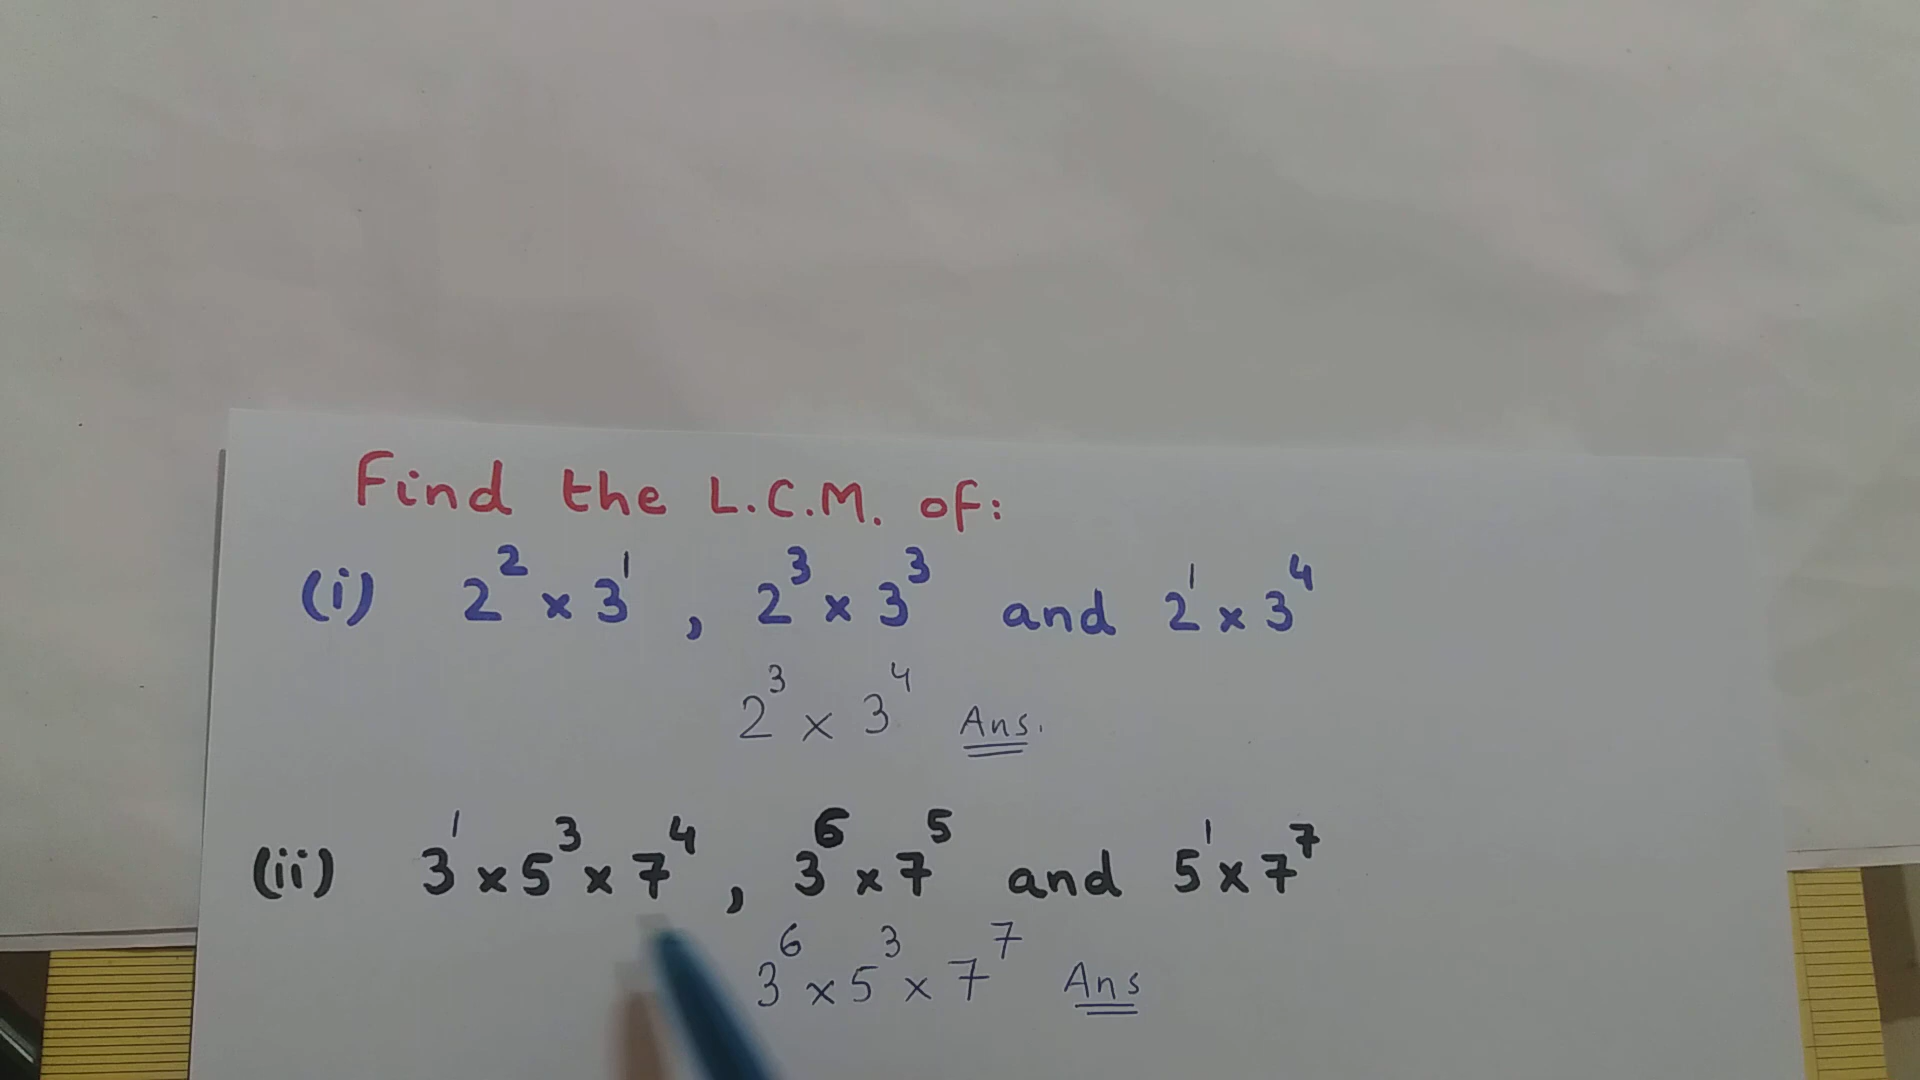 Find the L.C.M. of:
(i) 2² × 3¹ , 2³ × 3³ and 2¹ × 3⁴
2³ × 3⁴ Ans.
(ii) 3¹ × 5³ × 7⁴ , 3⁶ × 7⁵ and 5¹ × 7⁷
3⁶ × 5³ × 7⁷ Ans